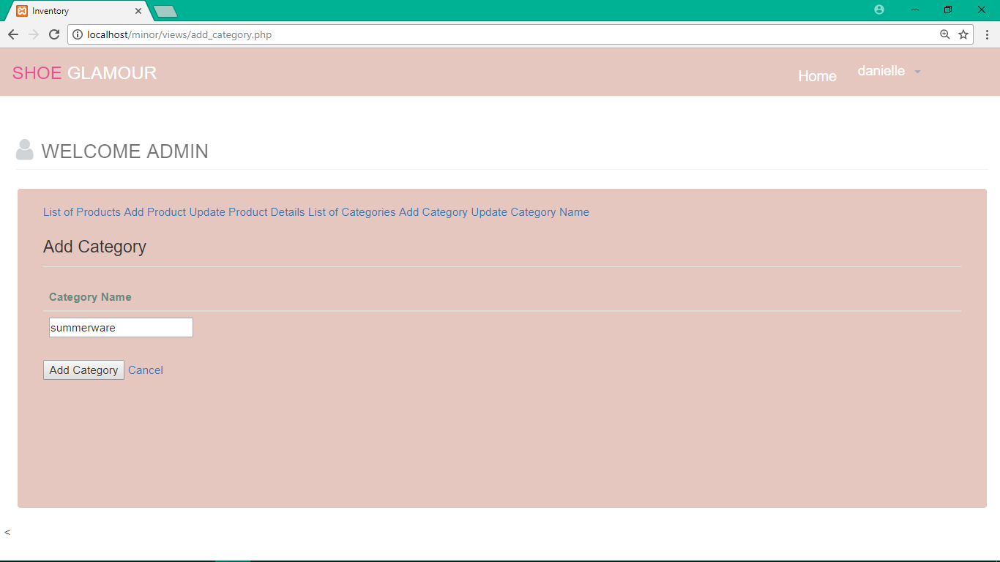 Inventory
localhost/minor/views/add_category.php
SHOE GLAMOUR
Home
danielle
WELCOME ADMIN
List of Products Add Product Update Product Details List of Categories Add Category Update Category Name
Add Category
Category Name
summerware
Add Category Cancel
<